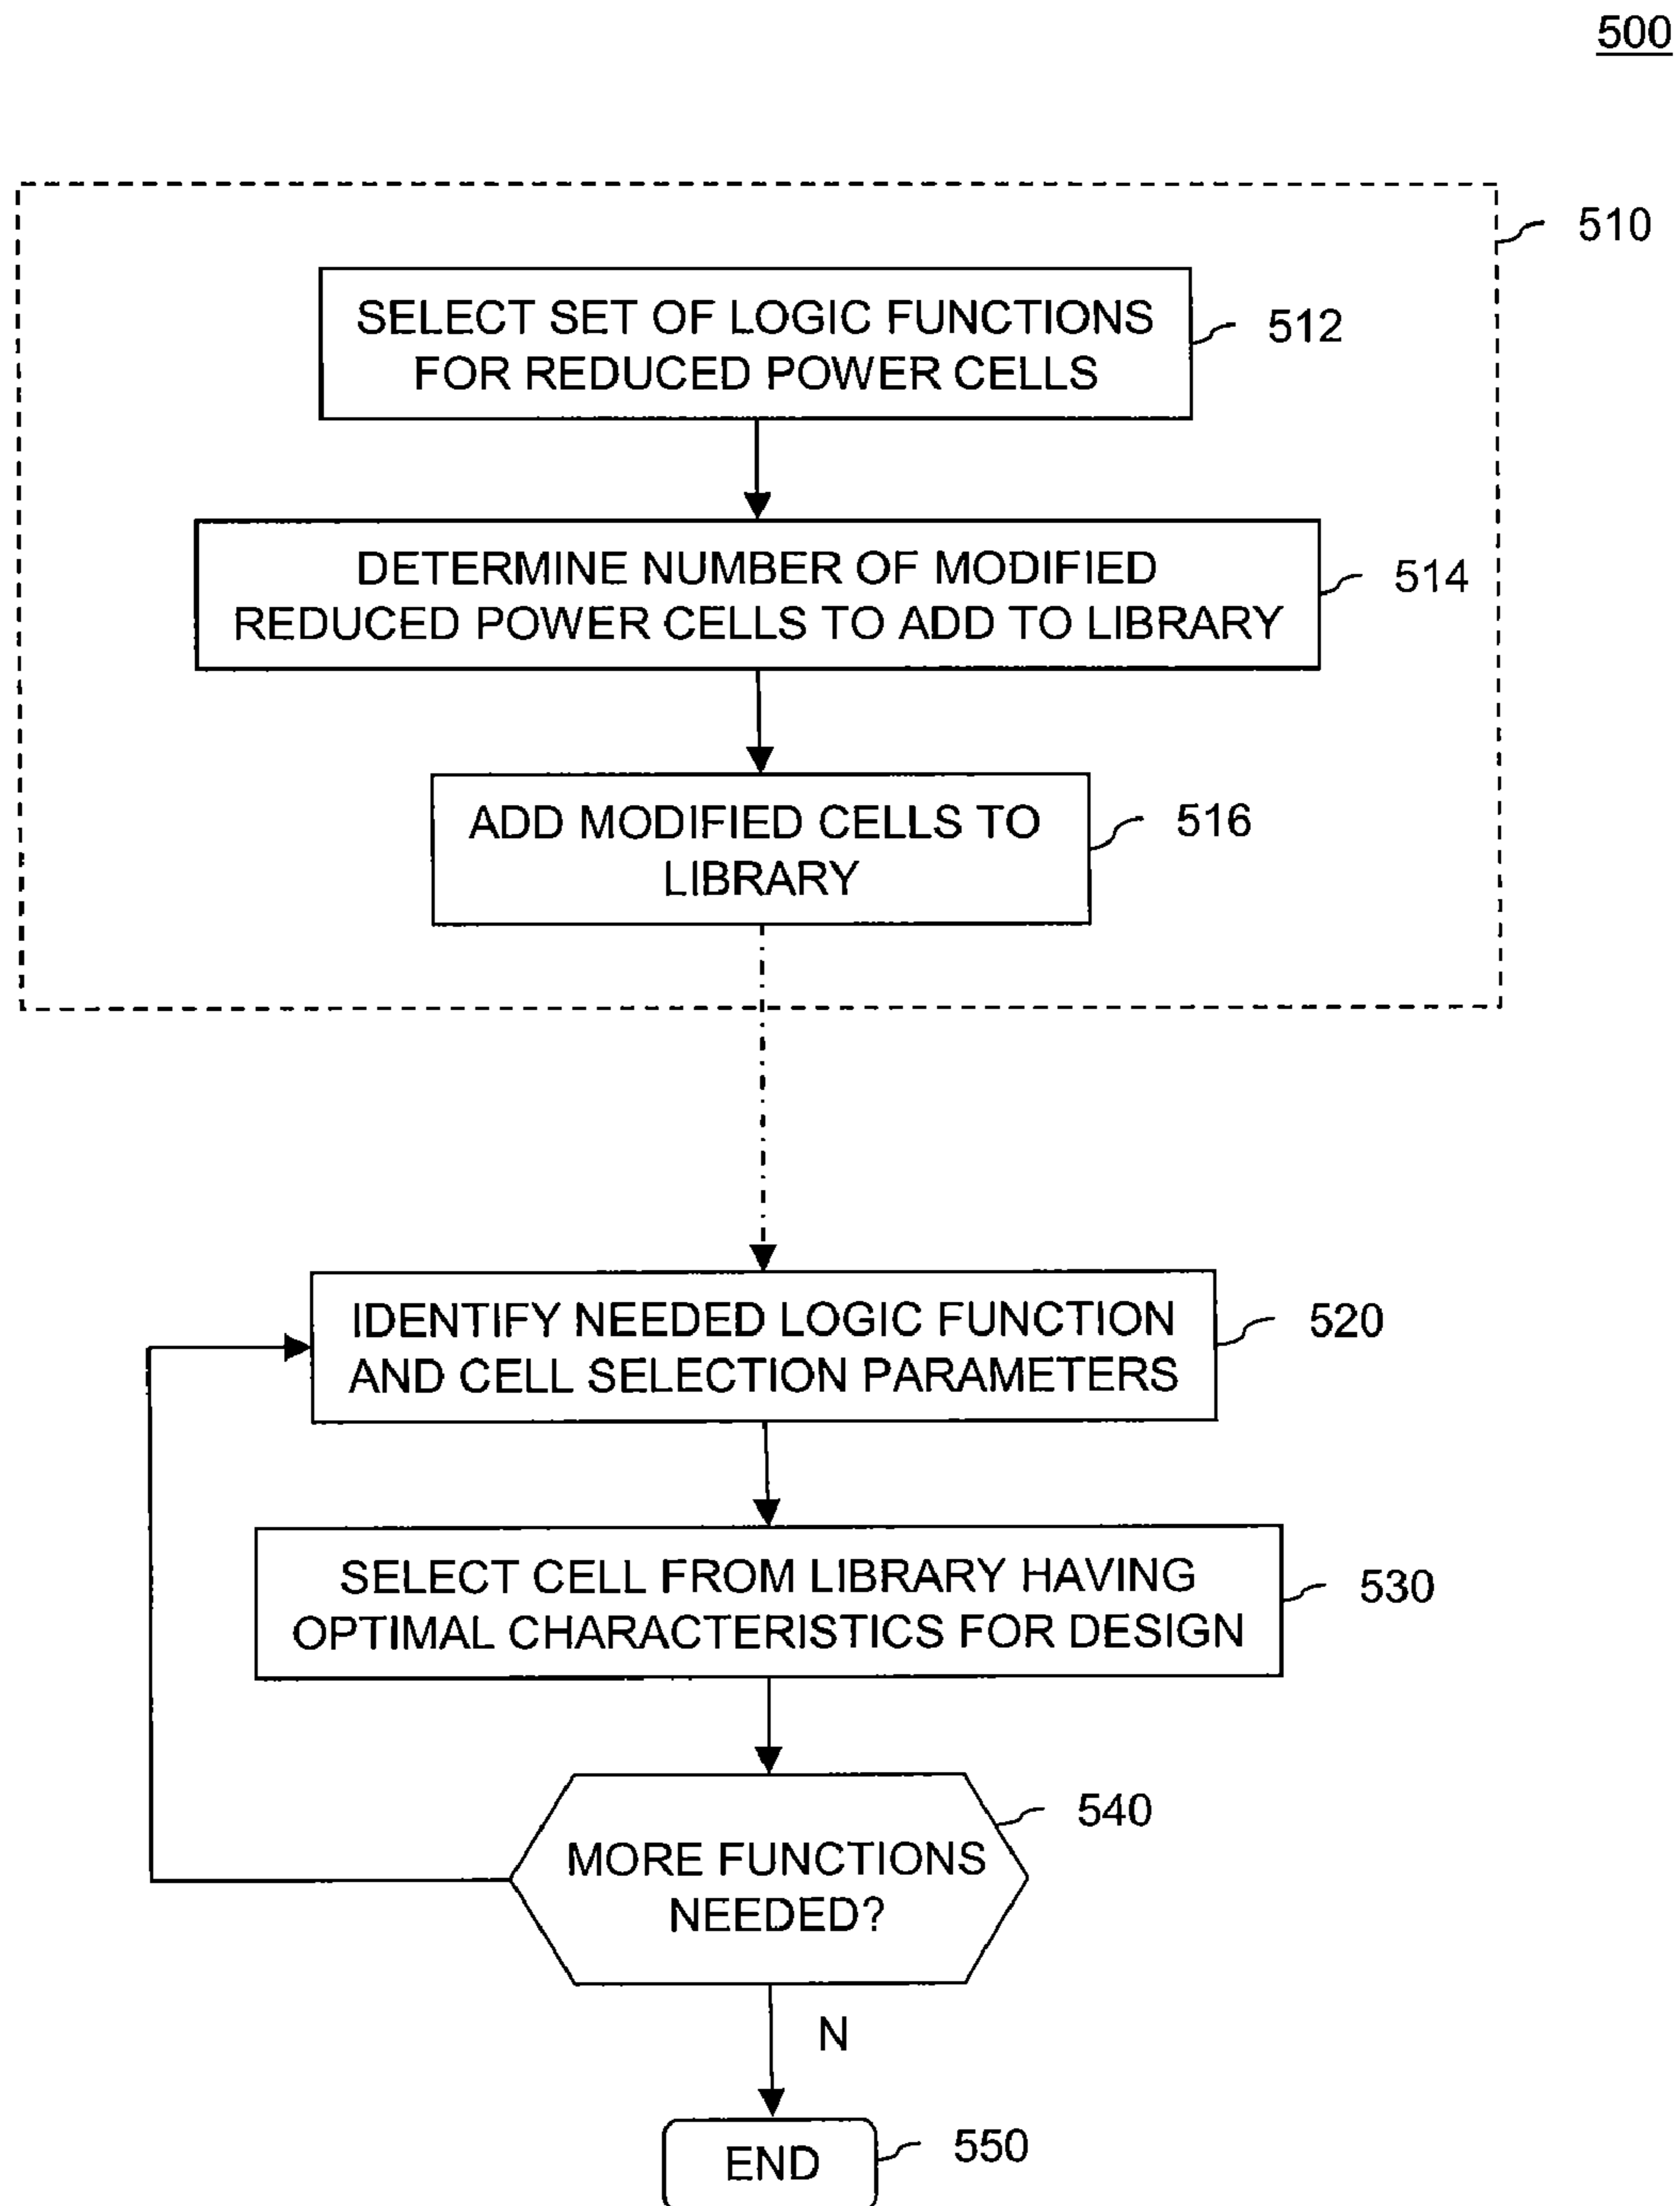 500
510
SELECT SET OF LOGIC FUNCTIONS
FOR REDUCED POWER CELLS
512
DETERMINE NUMBER OF MODIFIED
REDUCED POWER CELLS TO ADD TO LIBRARY
514
ADD MODIFIED CELLS TO
LIBRARY
516
IDENTIFY NEEDED LOGIC FUNCTION
AND CELL SELECTION PARAMETERS
520
SELECT CELL FROM LIBRARY HAVING
OPTIMAL CHARACTERISTICS FOR DESIGN
530
MORE FUNCTIONS
NEEDED?
540
N
END
550